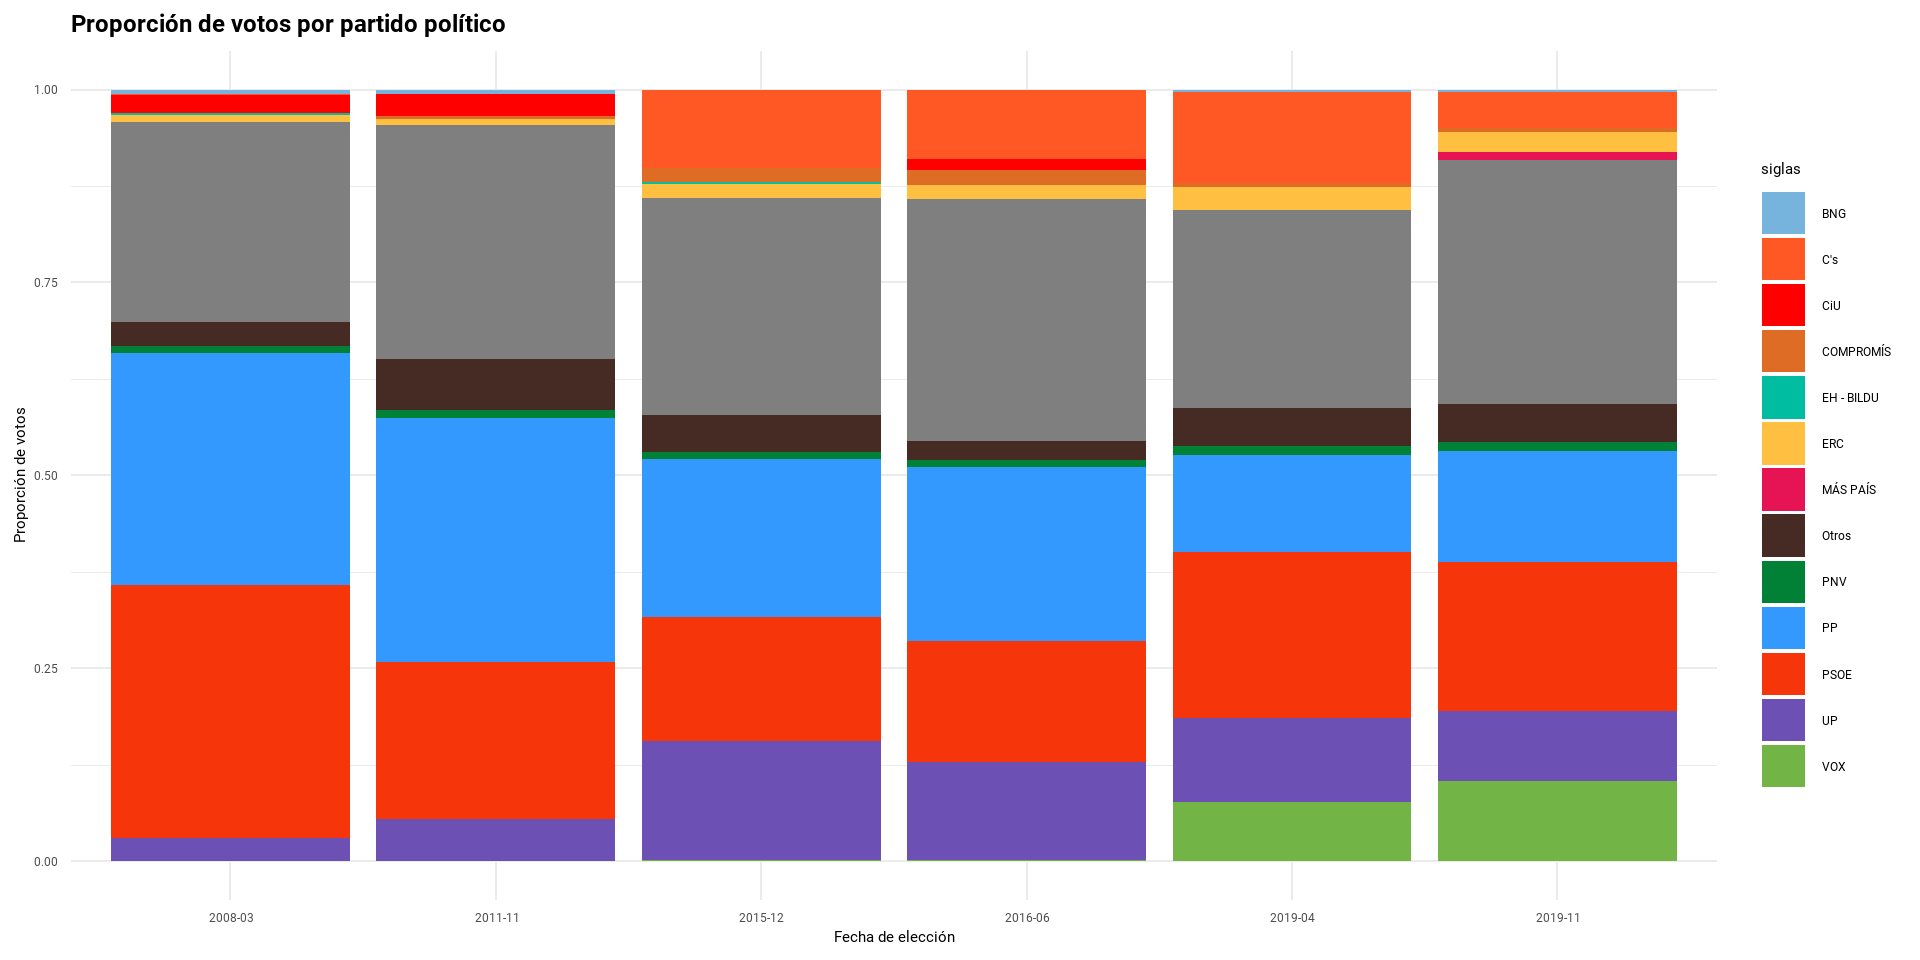 Proporción de votos por partido político
1.00
0.75
0.50
0.25
0.00
Proporción de votos
2008-03
2011-11
2015-12
2016-06
2019-04
2019-11
Fecha de elección
siglas
BNG
C's
CiU
COMPROMÍS
EH - BILDU
ERC
MÁS PAÍS
Otros
PNV
PP
PSOE
UP
VOX